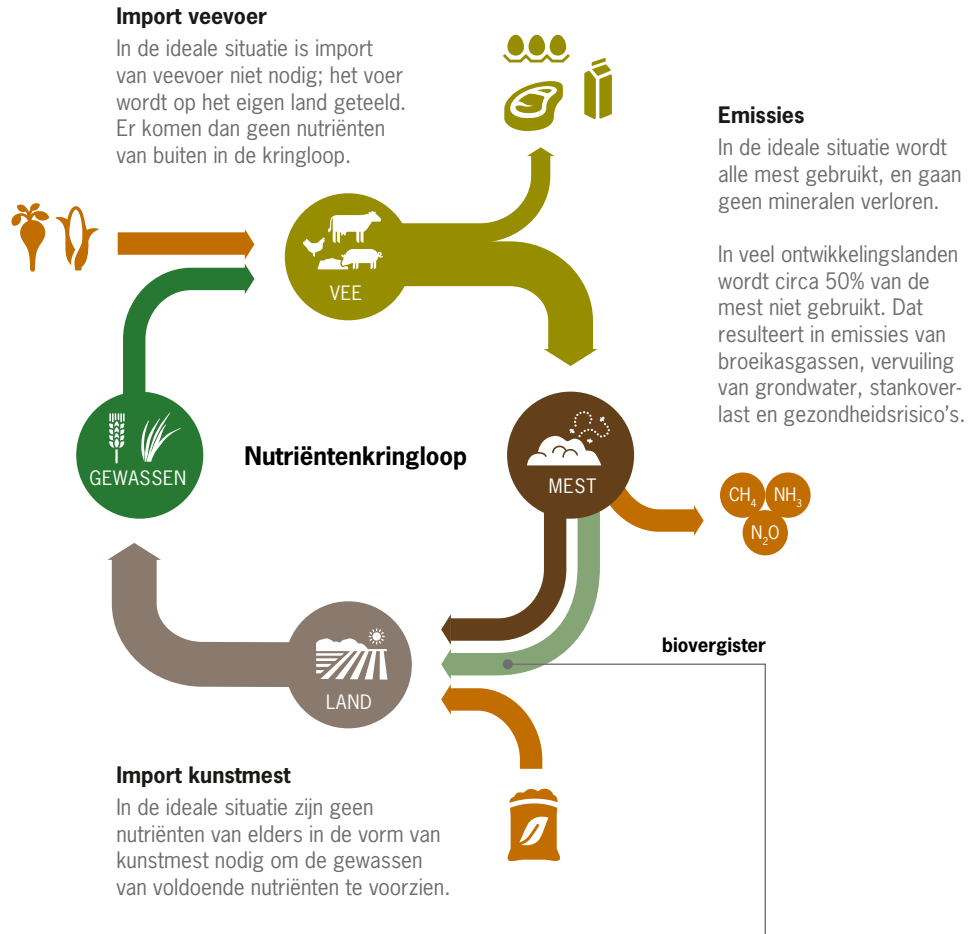 Import veevoer
In de ideale situatie is import
van veevoer niet nodig; het voer
wordt op het eigen land geteeld.
Er komen dan geen nutriënten
van buiten in de kringloop.
Emissies
In de ideale situatie wordt
alle mest gebruikt, en gaan
geen mineralen verloren.
In veel ontwikkelingslanden
wordt circa 50% van de
mest niet gebruikt. Dat
resulteert in emissies van
broeikasgassen, vervuiling
van grondwater, stankover-
last en gezondheidsrisico’s.
VEE
Nutriëntenkringloop
GEWASSEN
MEST
CH₄ NH₃
N₂O
biovergister
LAND
Import kunstmest
In de ideale situatie zijn geen
nutriënten van elders in de vorm van
kunstmest nodig om de gewassen
van voldoende nutriënten te voorzien.